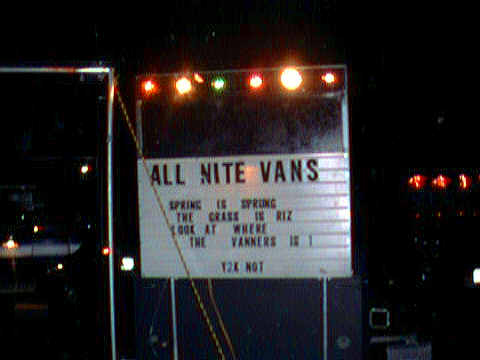 ALL NITE VANS
SPRING IS SPRUNG
THE GRASS IS RIZ
LOOK AT WHERE
THE VANNERS IS !
Y2K NOT